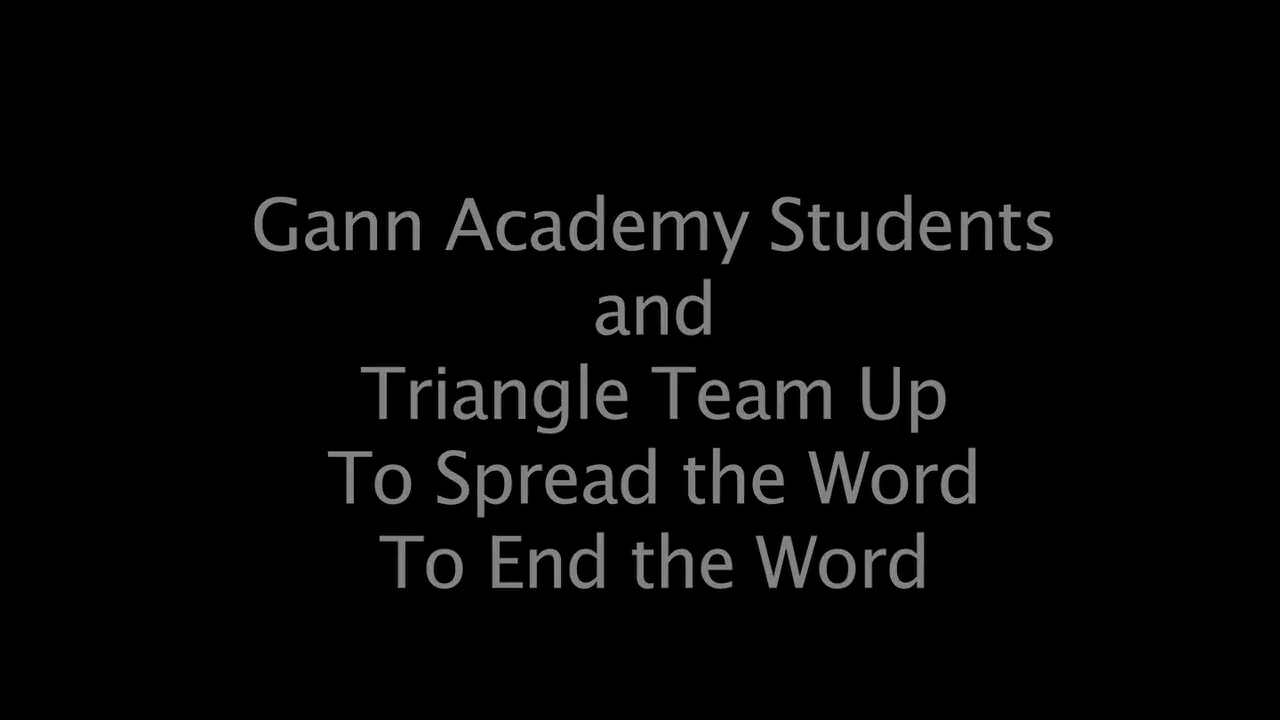 Gann Academy Students
and
Triangle Team Up
To Spread the Word
To End the Word